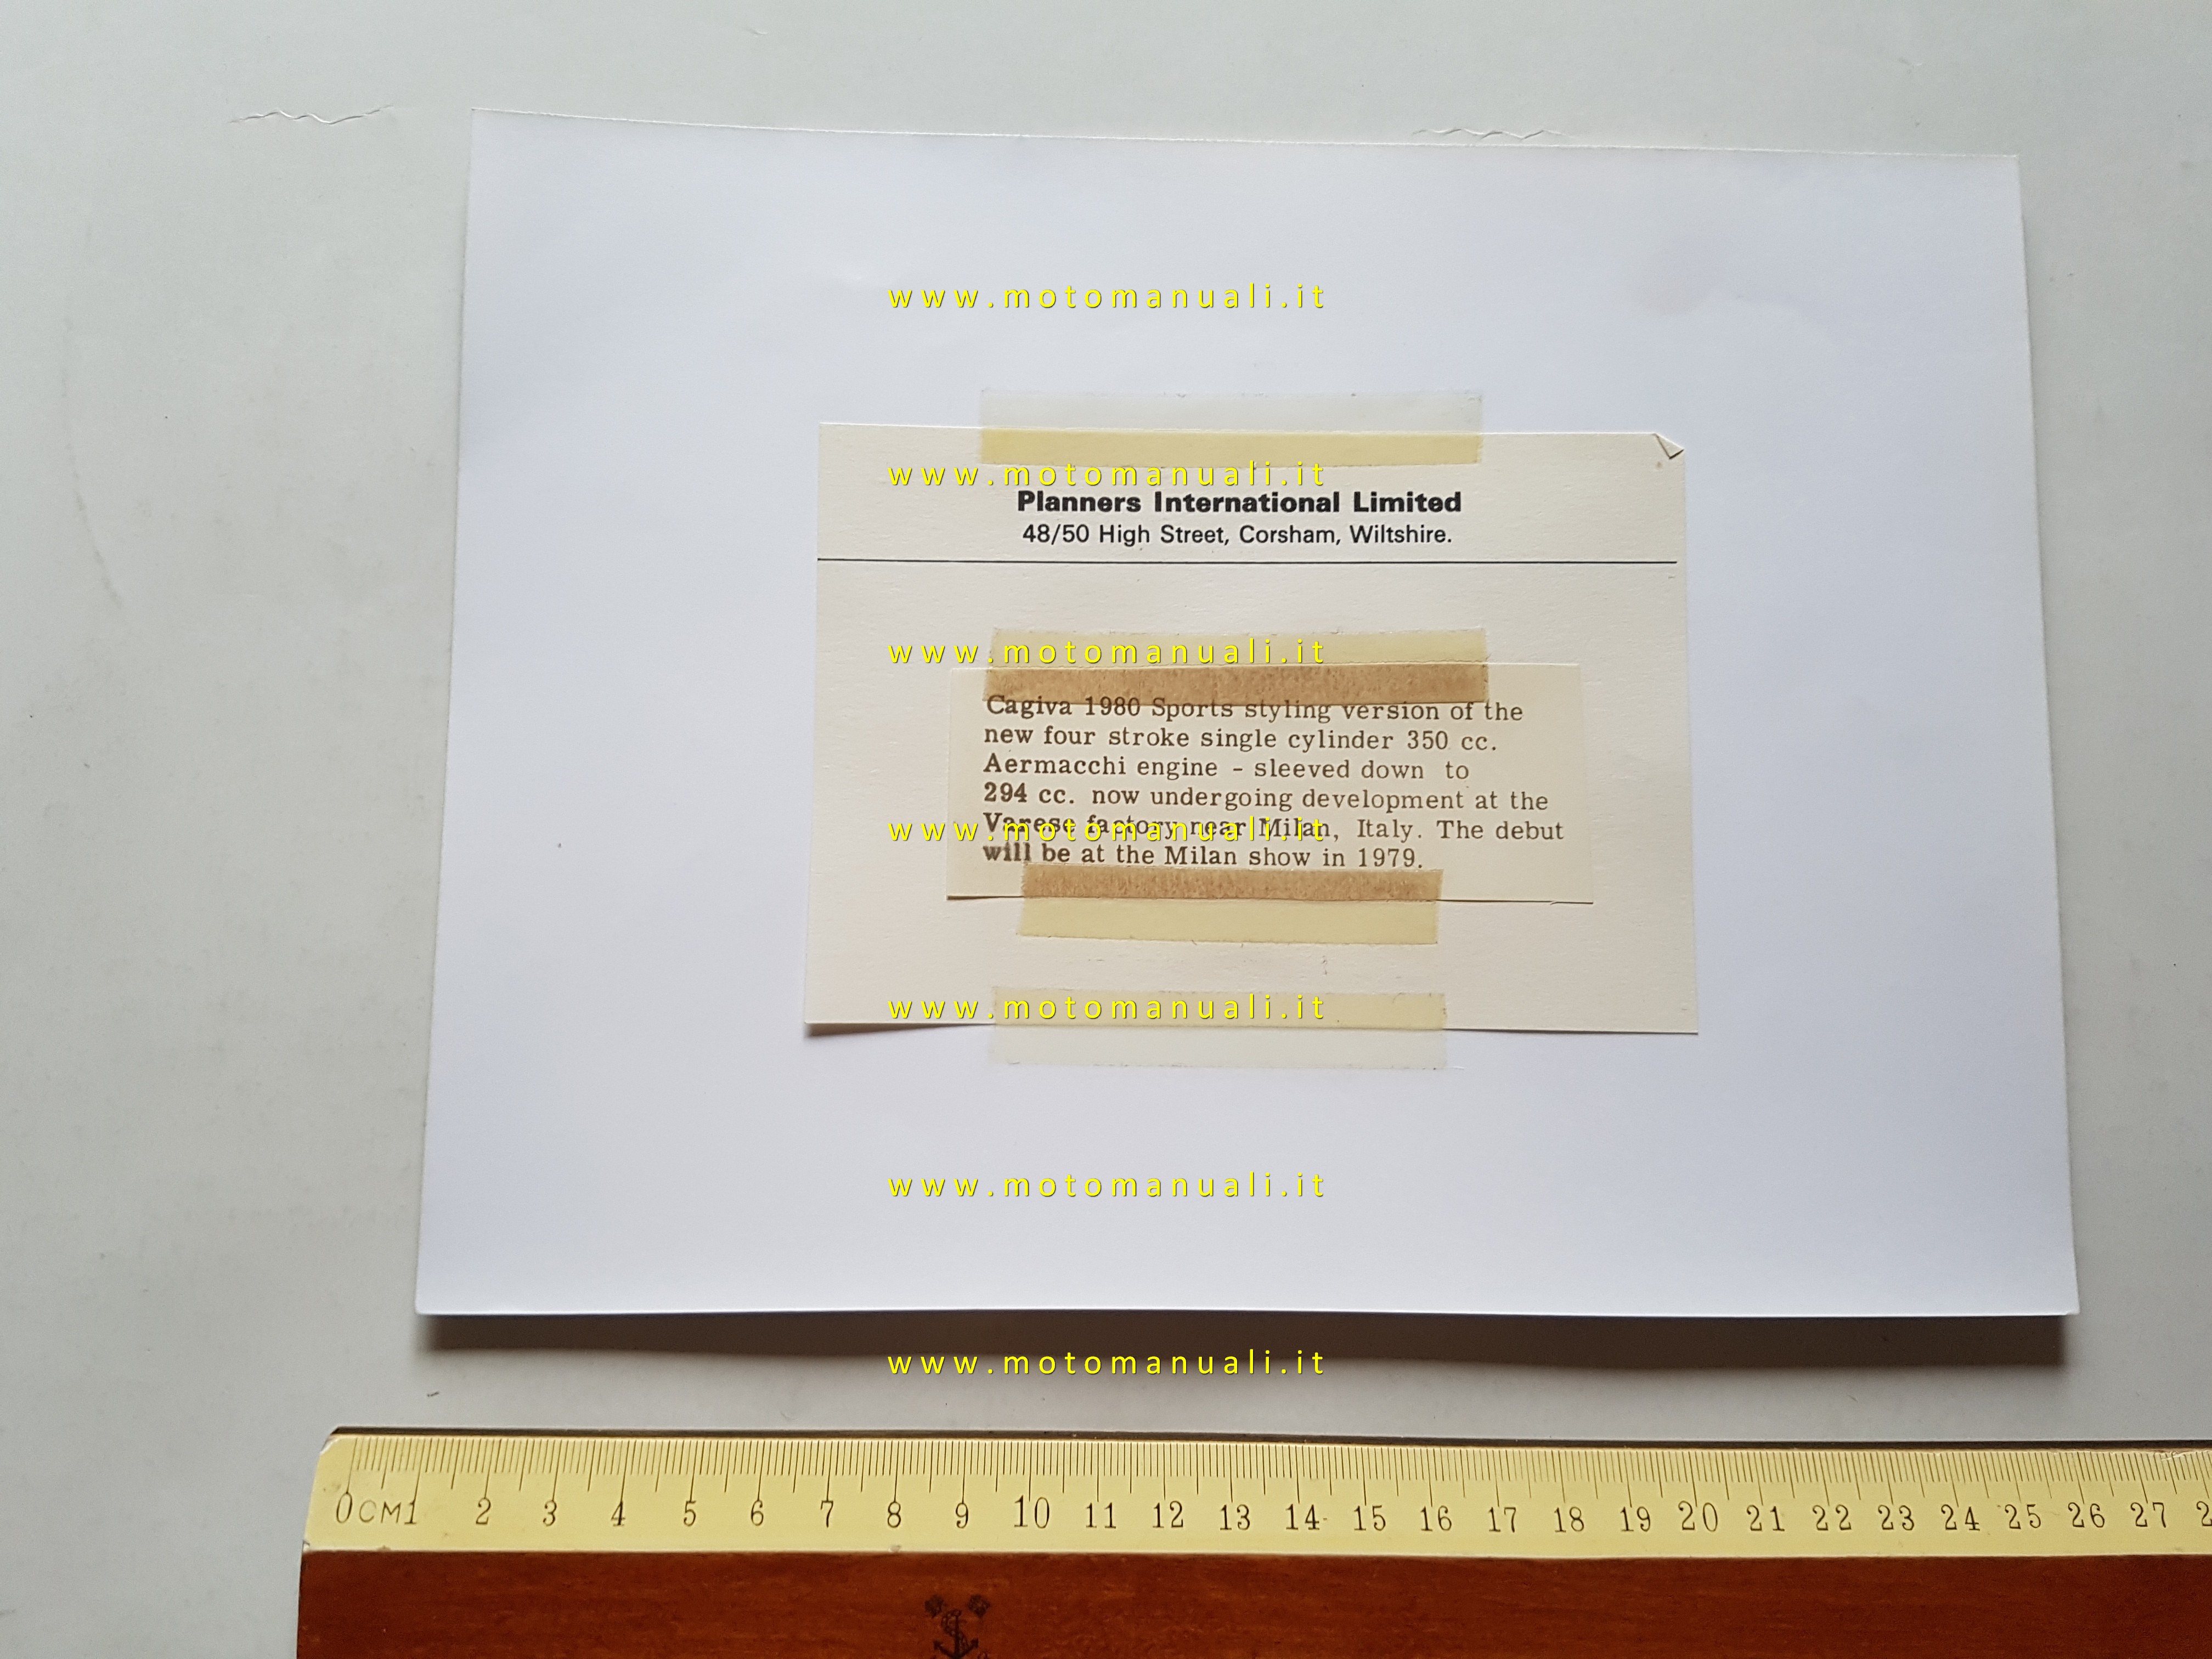 www.motomanuali.it
www.motomanuali.it
Planners International Limited
48/50 High Street, Corsham, Wiltshire.
www.motomanuali.it
Cagiva 1980 Sports styling version of the
new four stroke single cylinder 350 cc.
Aermacchi engine - sleeved down to
294 cc. now undergoing development at the
Varese factory near Milan, Italy. The debut
www.motomanuali.it
will be at the Milan show in 1979.
www.motomanuali.it
www.motomanuali.it
www.motomanuali.it
0CM1 2 3 4 5 6 7 8 9 10 11 12 13 14 15 16 17 18 19 20 21 22 23 24 25 26 27